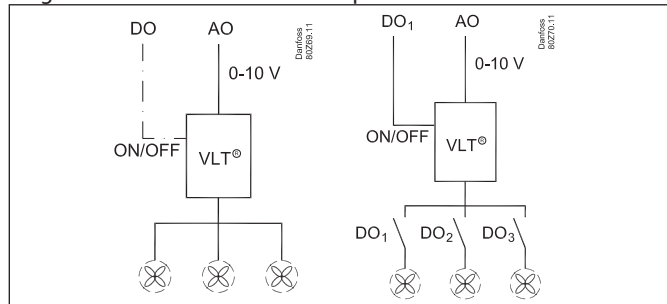 DO AO
Danfoss
80Z69.11
0-10 V
ON/OFF
VLT®
DO₁ AO
Danfoss
80Z70.11
0-10 V
ON/OFF
VLT®
DO₁ DO₂ DO₃